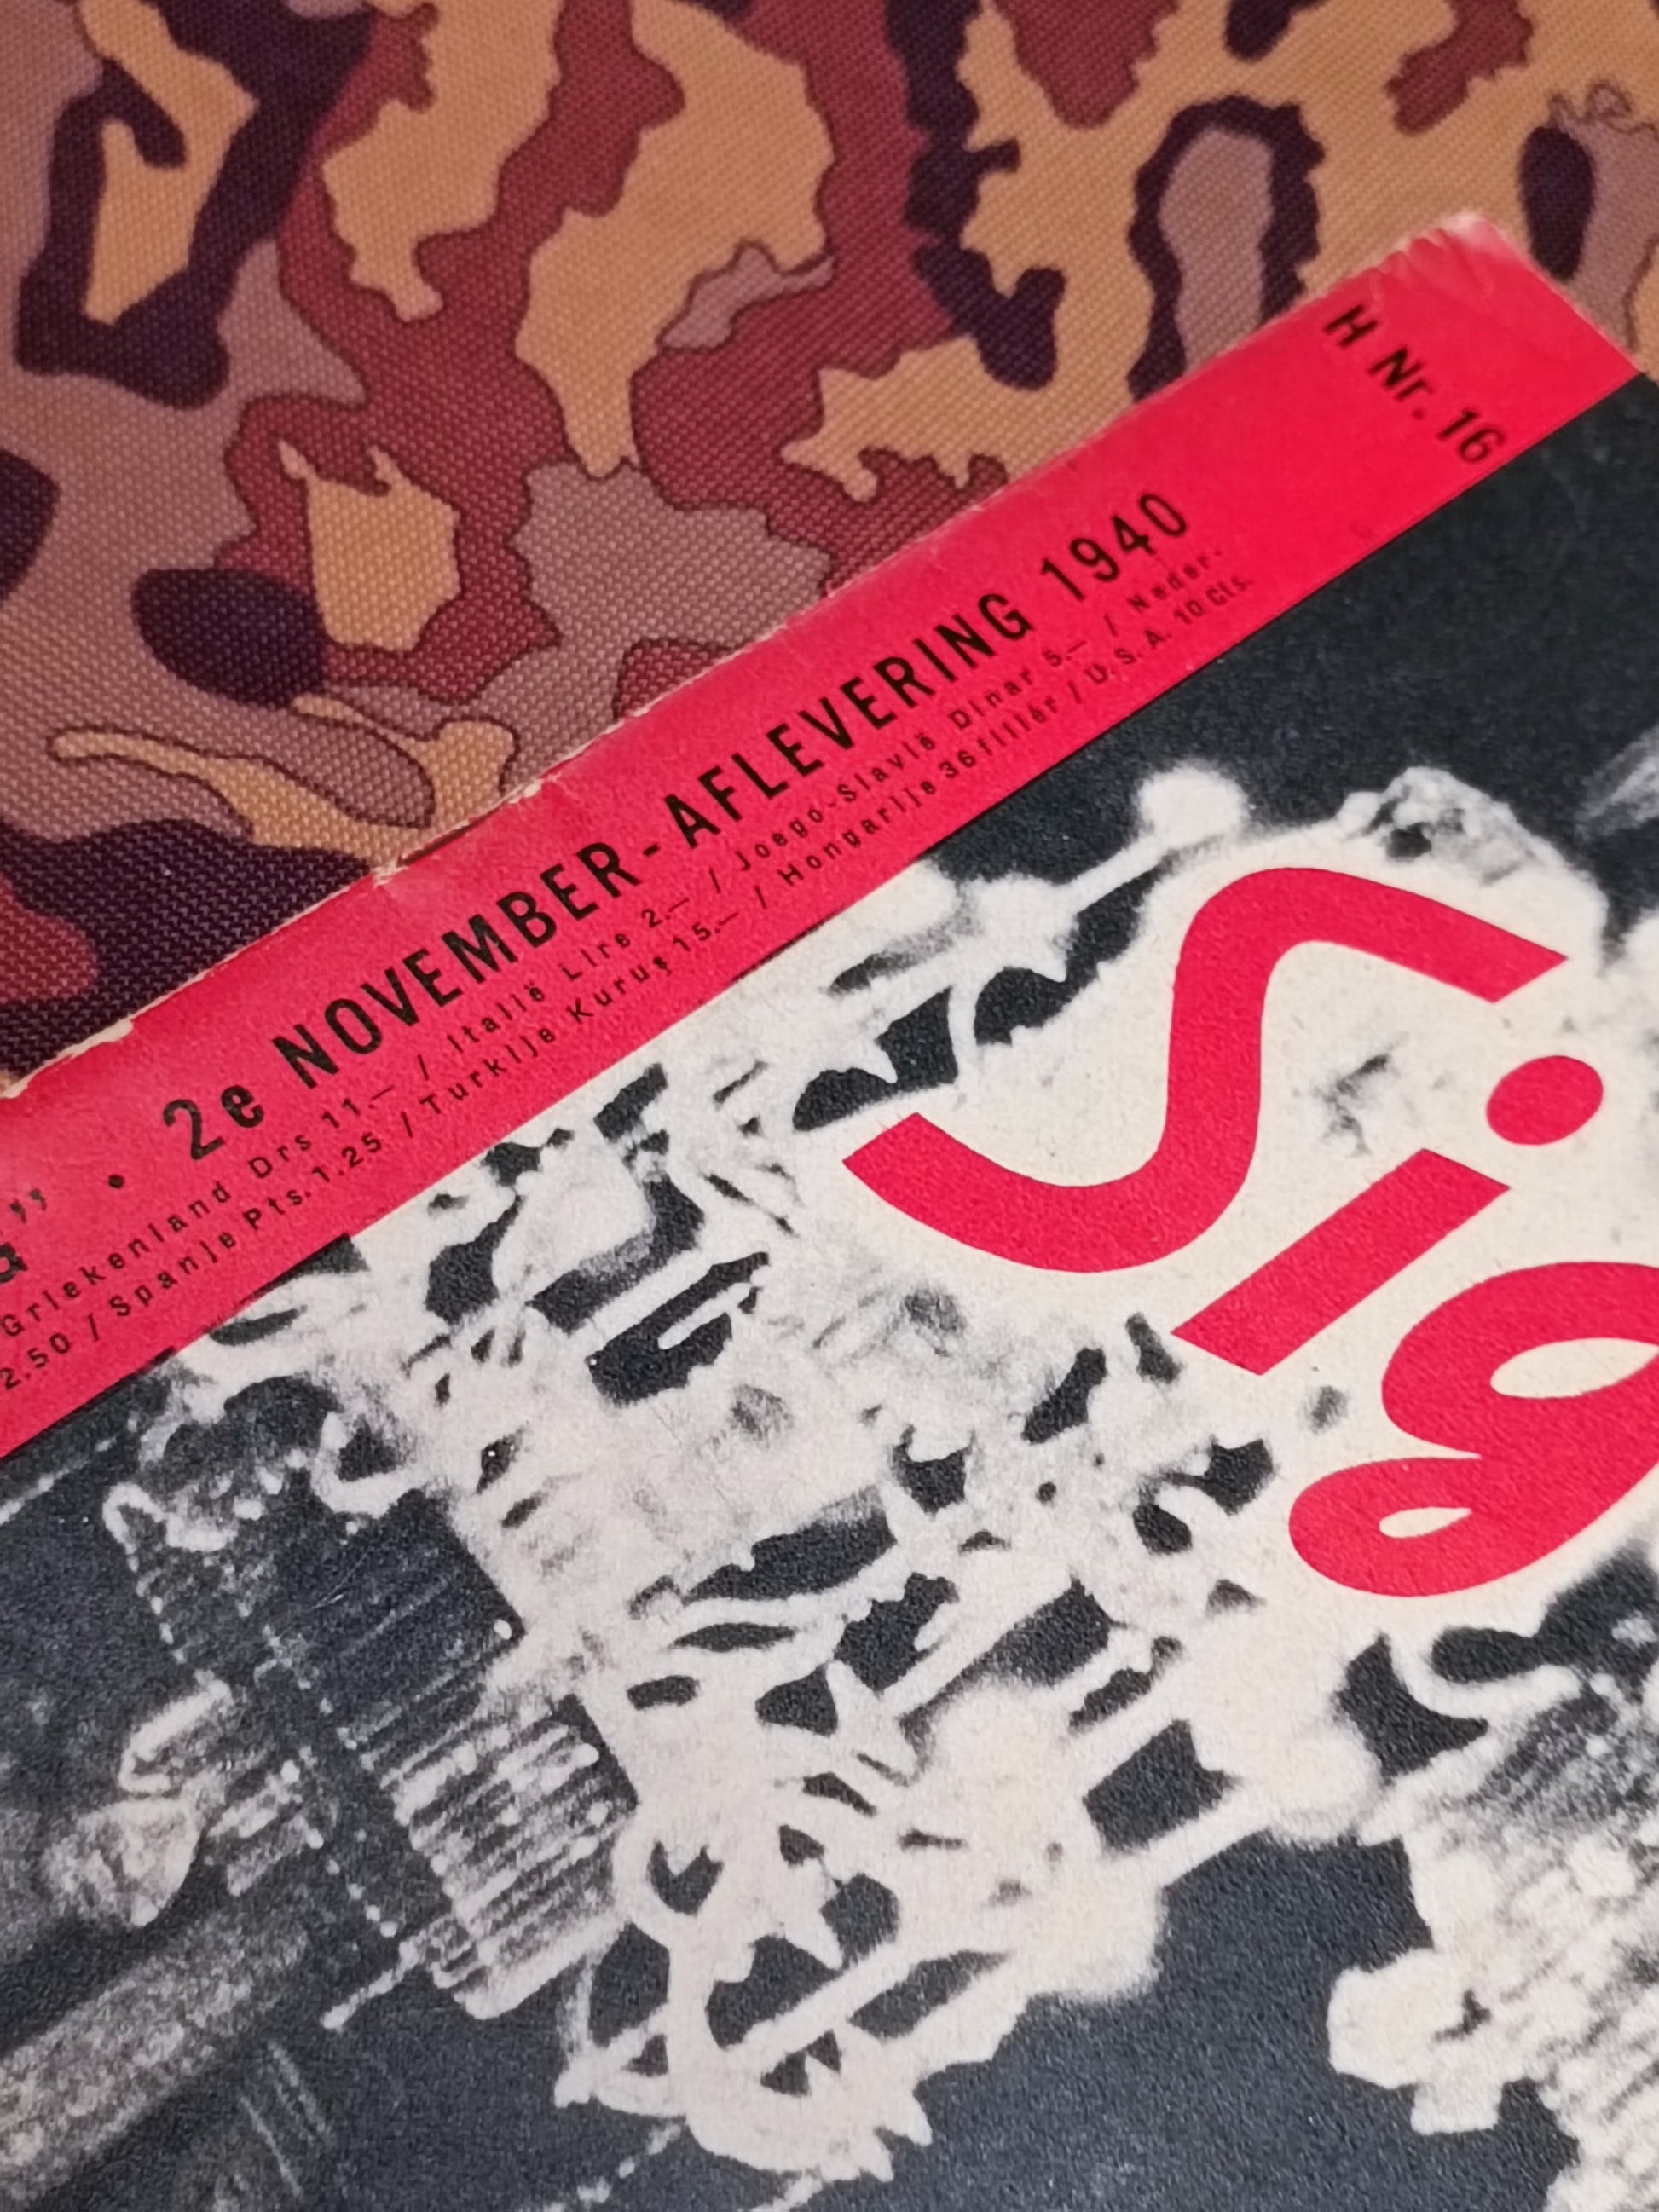 H Nr. 16
” • 2e NOVEMBER-AFLEVERING 1940
Griekenland Drs 11.— / Italië Lire 2.— / Joego-Slavië Dinar 5.— / Neder-
2.50 / Spanje Pts. 1.25 / Turkije Kuruş 15.— / Hongarije 36 fillér / U. S. A. 10 Cts.
Sig